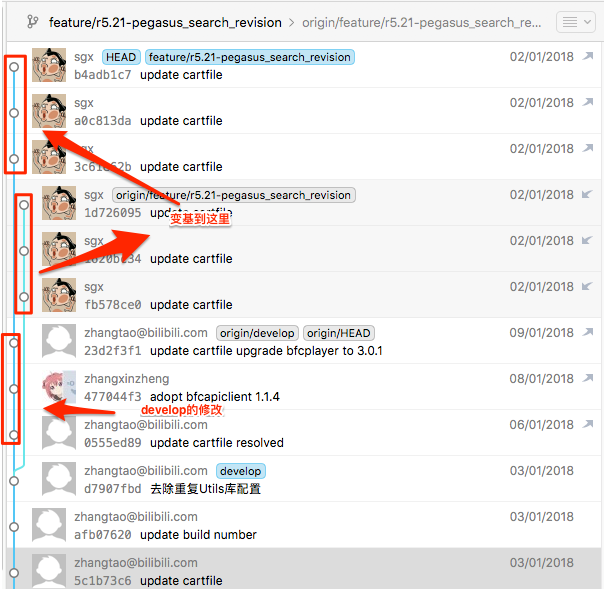 feature/r5.21-pegasus_search_revision > origin/feature/r5.21-pegasus_search_re...
sgx HEAD feature/r5.21-pegasus_search_revision 02/01/2018
b4adb1c7 update cartfile
sgx 02/01/2018
a0c813da update cartfile
sgx 02/01/2018
update cartfile
sgx origin/feature/r5.21-pegasus_search_revision 02/01/2018
1d726095 update cartfile
变基到这里
sgx 02/01/2018
update cartfile
sgx 02/01/2018
fb578ce0 update cartfile
zhangtao@bilibili.com origin/develop origin/HEAD 09/01/2018
23d2f3f1 update cartfile upgrade bfcplayer to 3.0.1
zhangxinzheng 08/01/2018
477044f3 adopt bfcapiclient 1.1.4
develop的修改
zhangtao@bilibili.com 06/01/2018
0555ed89 update cartfile resolved
zhangtao@bilibili.com develop 03/01/2018
d7907fbd 去除重复Utils库配置
zhangtao@bilibili.com 03/01/2018
afb07620 update build number
zhangtao@bilibili.com 03/01/2018
5c1b73c6 update cartfile